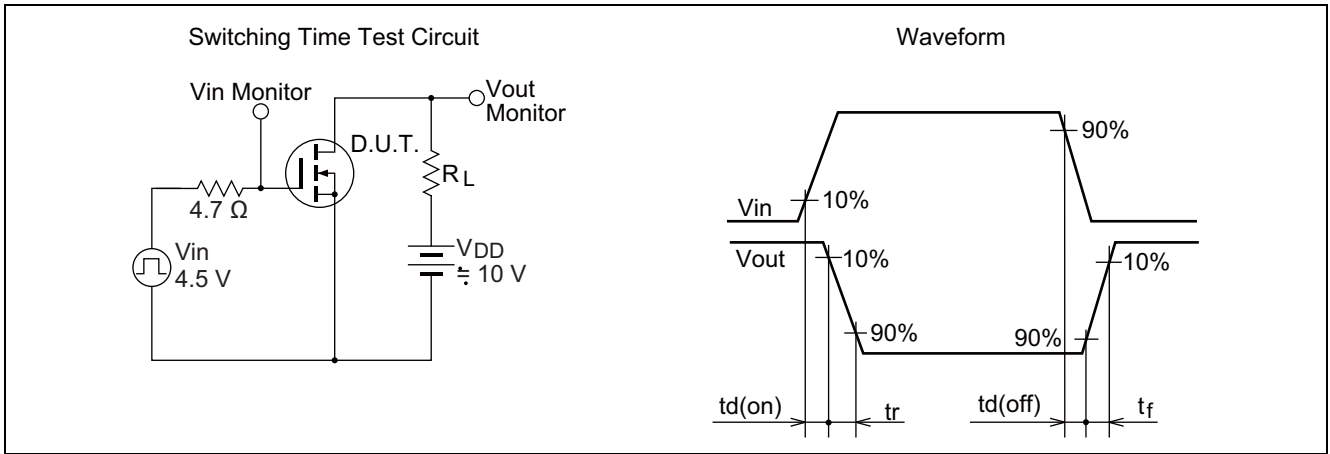 Switching Time Test Circuit
Vin Monitor
Vout
Monitor
D.U.T.
RL
4.7 Ω
Vin
4.5 V
VDD
≒ 10 V
Waveform
Vin
10%
90%
Vout
10%
90%
90%
10%
td(on)
tr
td(off)
tf